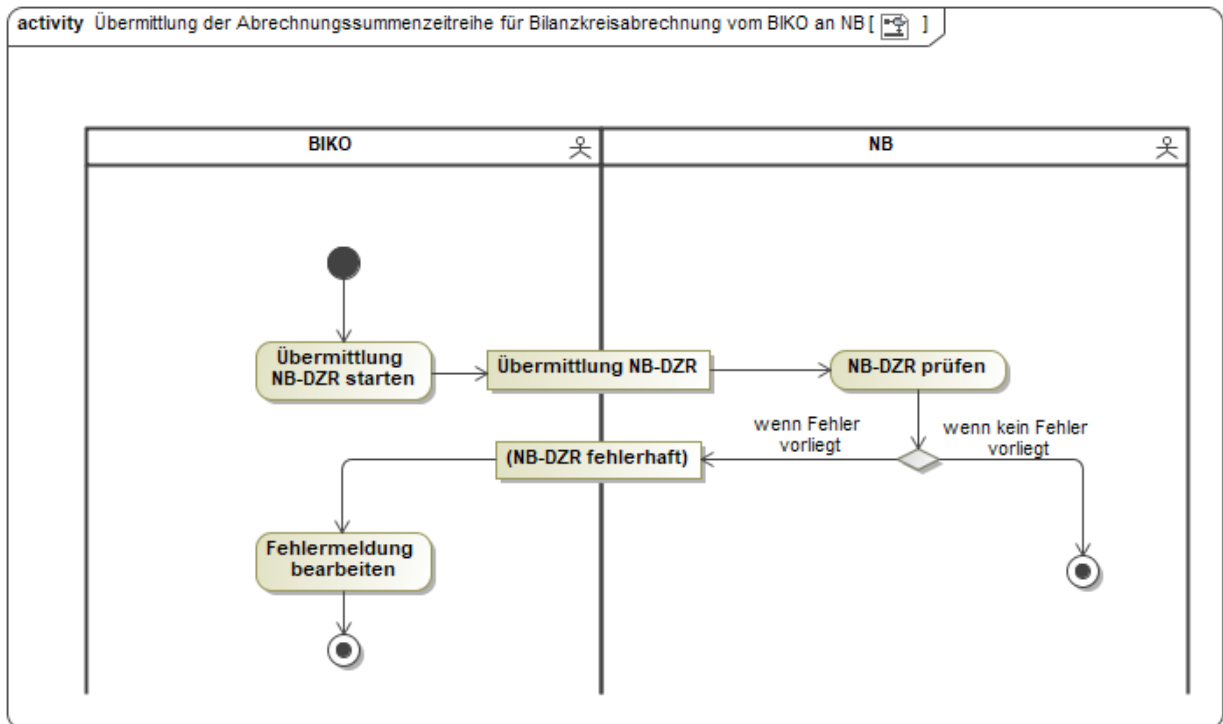 activity Übermittlung der Abrechnungssummenzeitreihe für Bilanzkreisabrechnung vom BIKO an NB [ ]
BIKO
NB
Übermittlung
NB-DZR starten
Übermittlung NB-DZR
NB-DZR prüfen
wenn Fehler
vorliegt
wenn kein Fehler
vorliegt
(NB-DZR fehlerhaft)
Fehlermeldung
bearbeiten